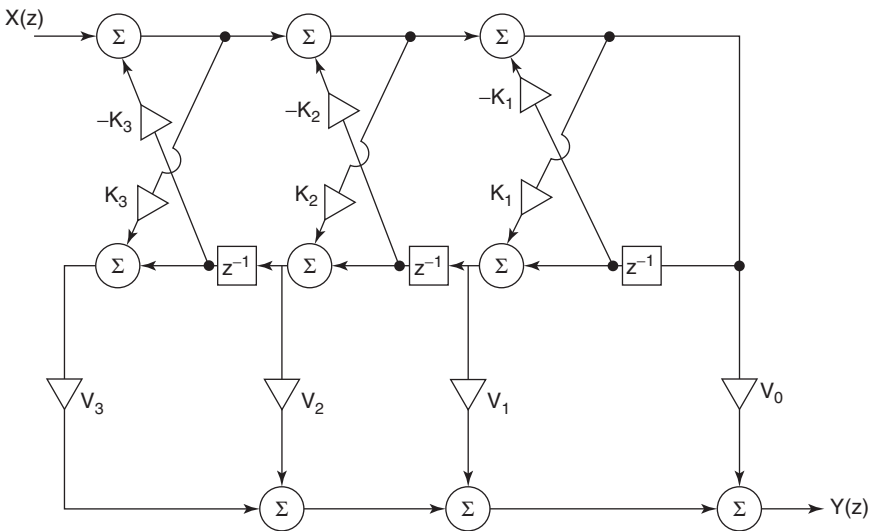 X(z)
Σ Σ Σ
–K₃ –K₂ –K₁
K₃ K₂ K₁
Σ z⁻¹ Σ z⁻¹ Σ z⁻¹
V₃ V₂ V₁ V₀
Σ Σ Σ Y(z)